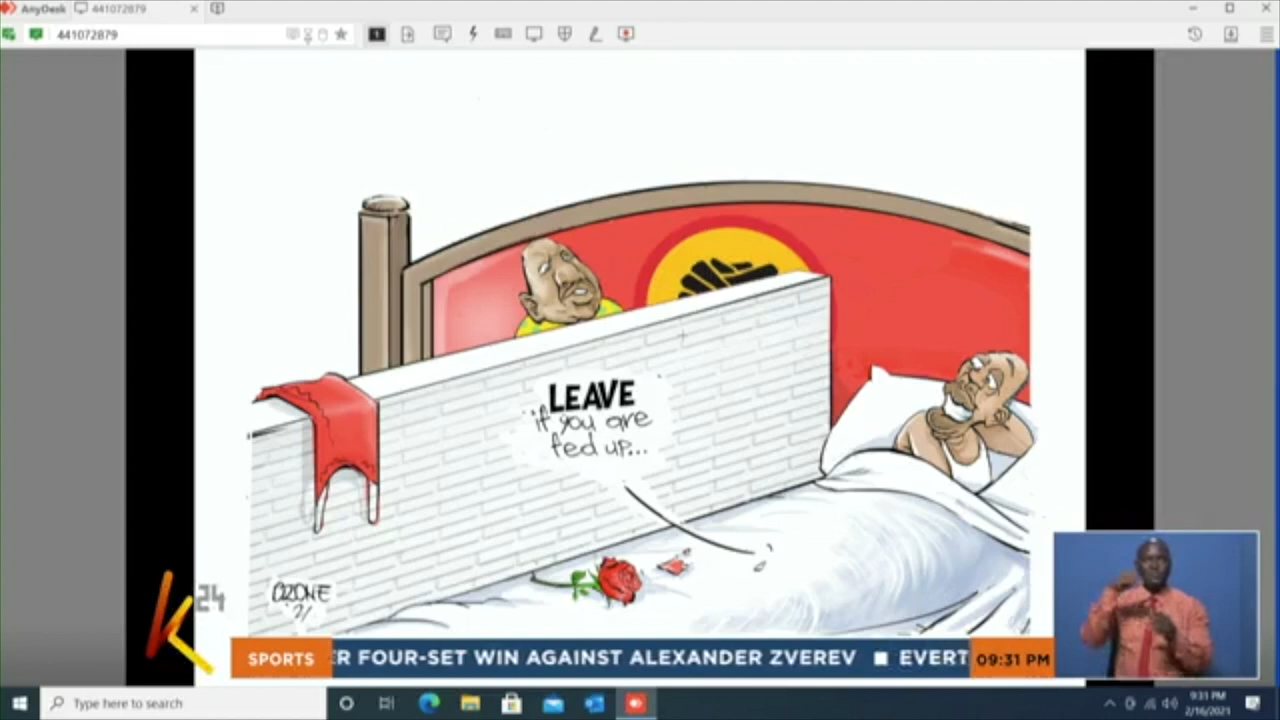 AnyDesk
441072879
441072879
LEAVE
if you are
fed up...
OZONE
'21
K
24
SPORTS
R FOUR-SET WIN AGAINST ALEXANDER ZVEREV ■ EVERT
09:31 PM
Type here to search
9:31 PM
2/16/2021